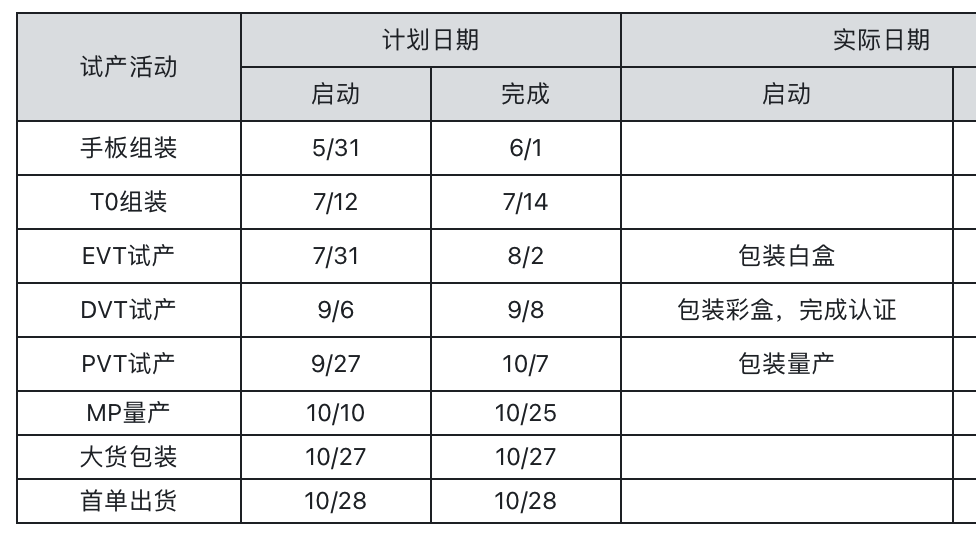 试产活动 计划日期 实际日期
启动 完成 启动
手板组装 5/31 6/1
T0组装 7/12 7/14
EVT试产 7/31 8/2 包装白盒
DVT试产 9/6 9/8 包装彩盒，完成认证
PVT试产 9/27 10/7 包装量产
MP量产 10/10 10/25
大货包装 10/27 10/27
首单出货 10/28 10/28